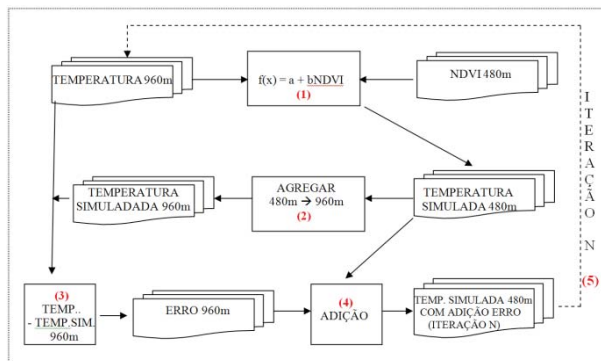 TEMPERATURA 960m
f(x) = a + bNDVI
(1)
NDVI 480m
ITERAÇÃO N
TEMPERATURA
SIMULADADA 960m
AGREGAR
480m → 960m
(2)
TEMPERATURA
SIMULADA 480m
(5)
(3)
TEMP..
- TEMP.SIM.
960m
ERRO 960m
(4)
ADIÇÃO
TEMP. SIMULADA 480m
COM ADIÇÃO ERRO
(ITERAÇÃO N)